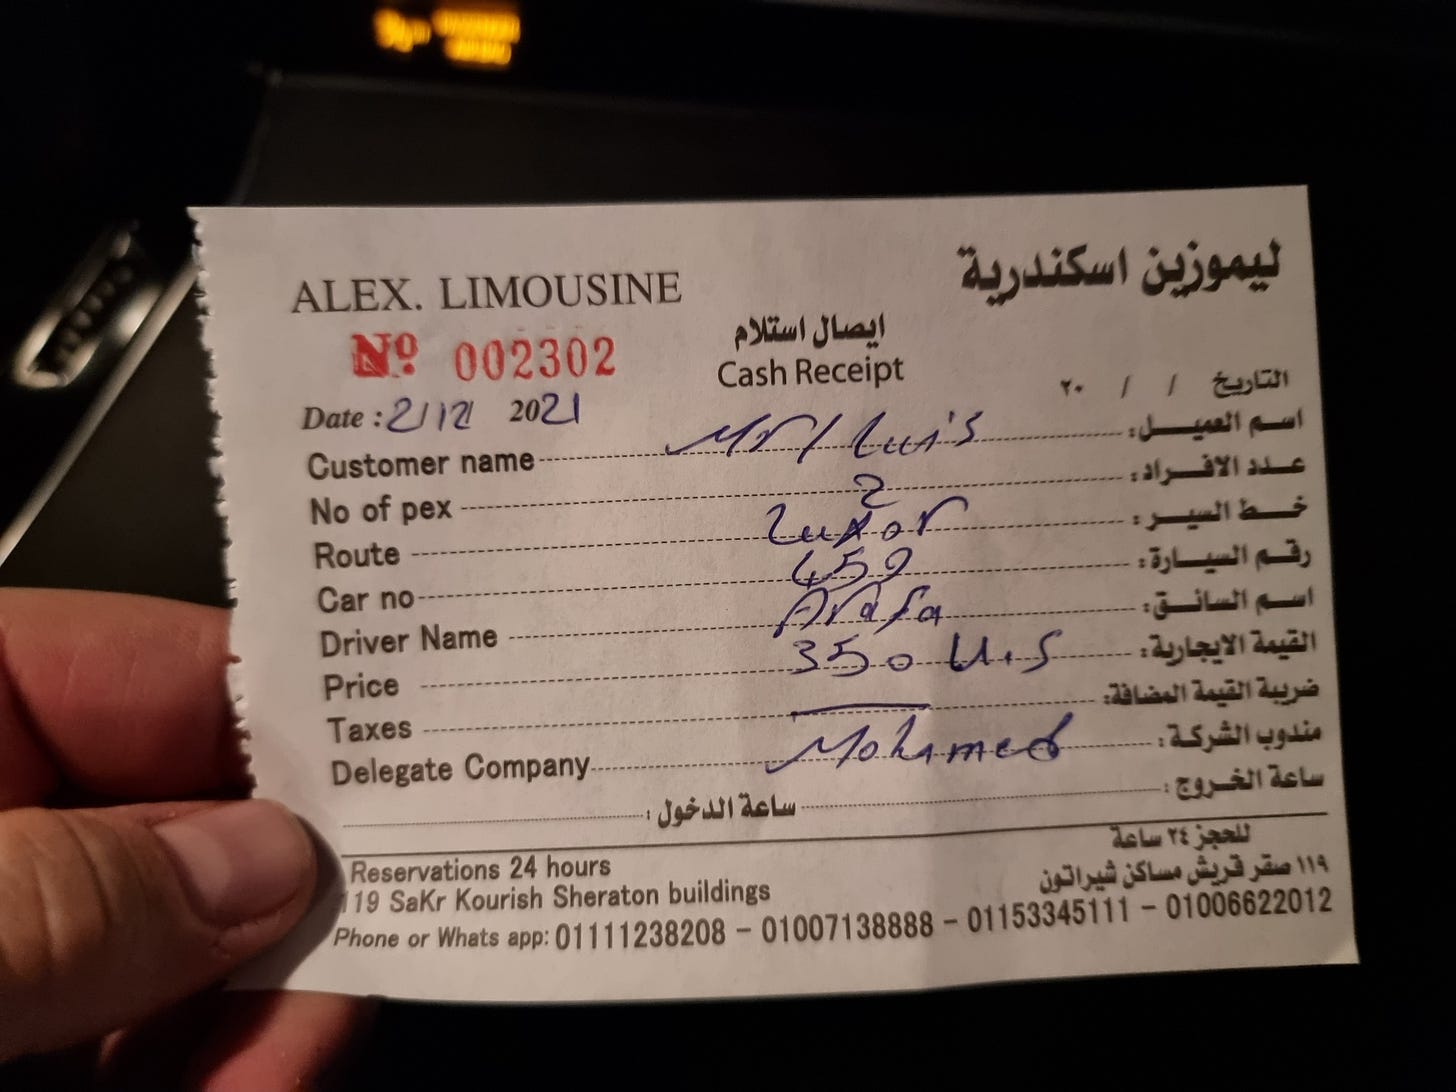 ALEX. LIMOUSINE ليموزين اسكندرية
Nº 002302 ايصال استلام
Cash Receipt
Date : 2/12 2021 التاريخ / / ٢٠
Customer name Mr/ Luis اسم العميل:
No of pex 2 عدد الافراد:
Route Luxor خط السير:
Car no 459 رقم السيارة:
Driver Name Arafa اسم السائق:
Price 350 U.S القيمة الايجارية:
Taxes — ضريبة القيمة المضافة:
Delegate Company Mohamed مندوب الشركة:
ساعة الخروج: ساعة الدخول:
Reservations 24 hours للحجز ٢٤ ساعة
119 SaKr Kourish Sheraton buildings ١١٩ صقر قريش مساكن شيراتون
Phone or Whats app: 01111238208 - 01007138888 - 01153345111 - 01006622012